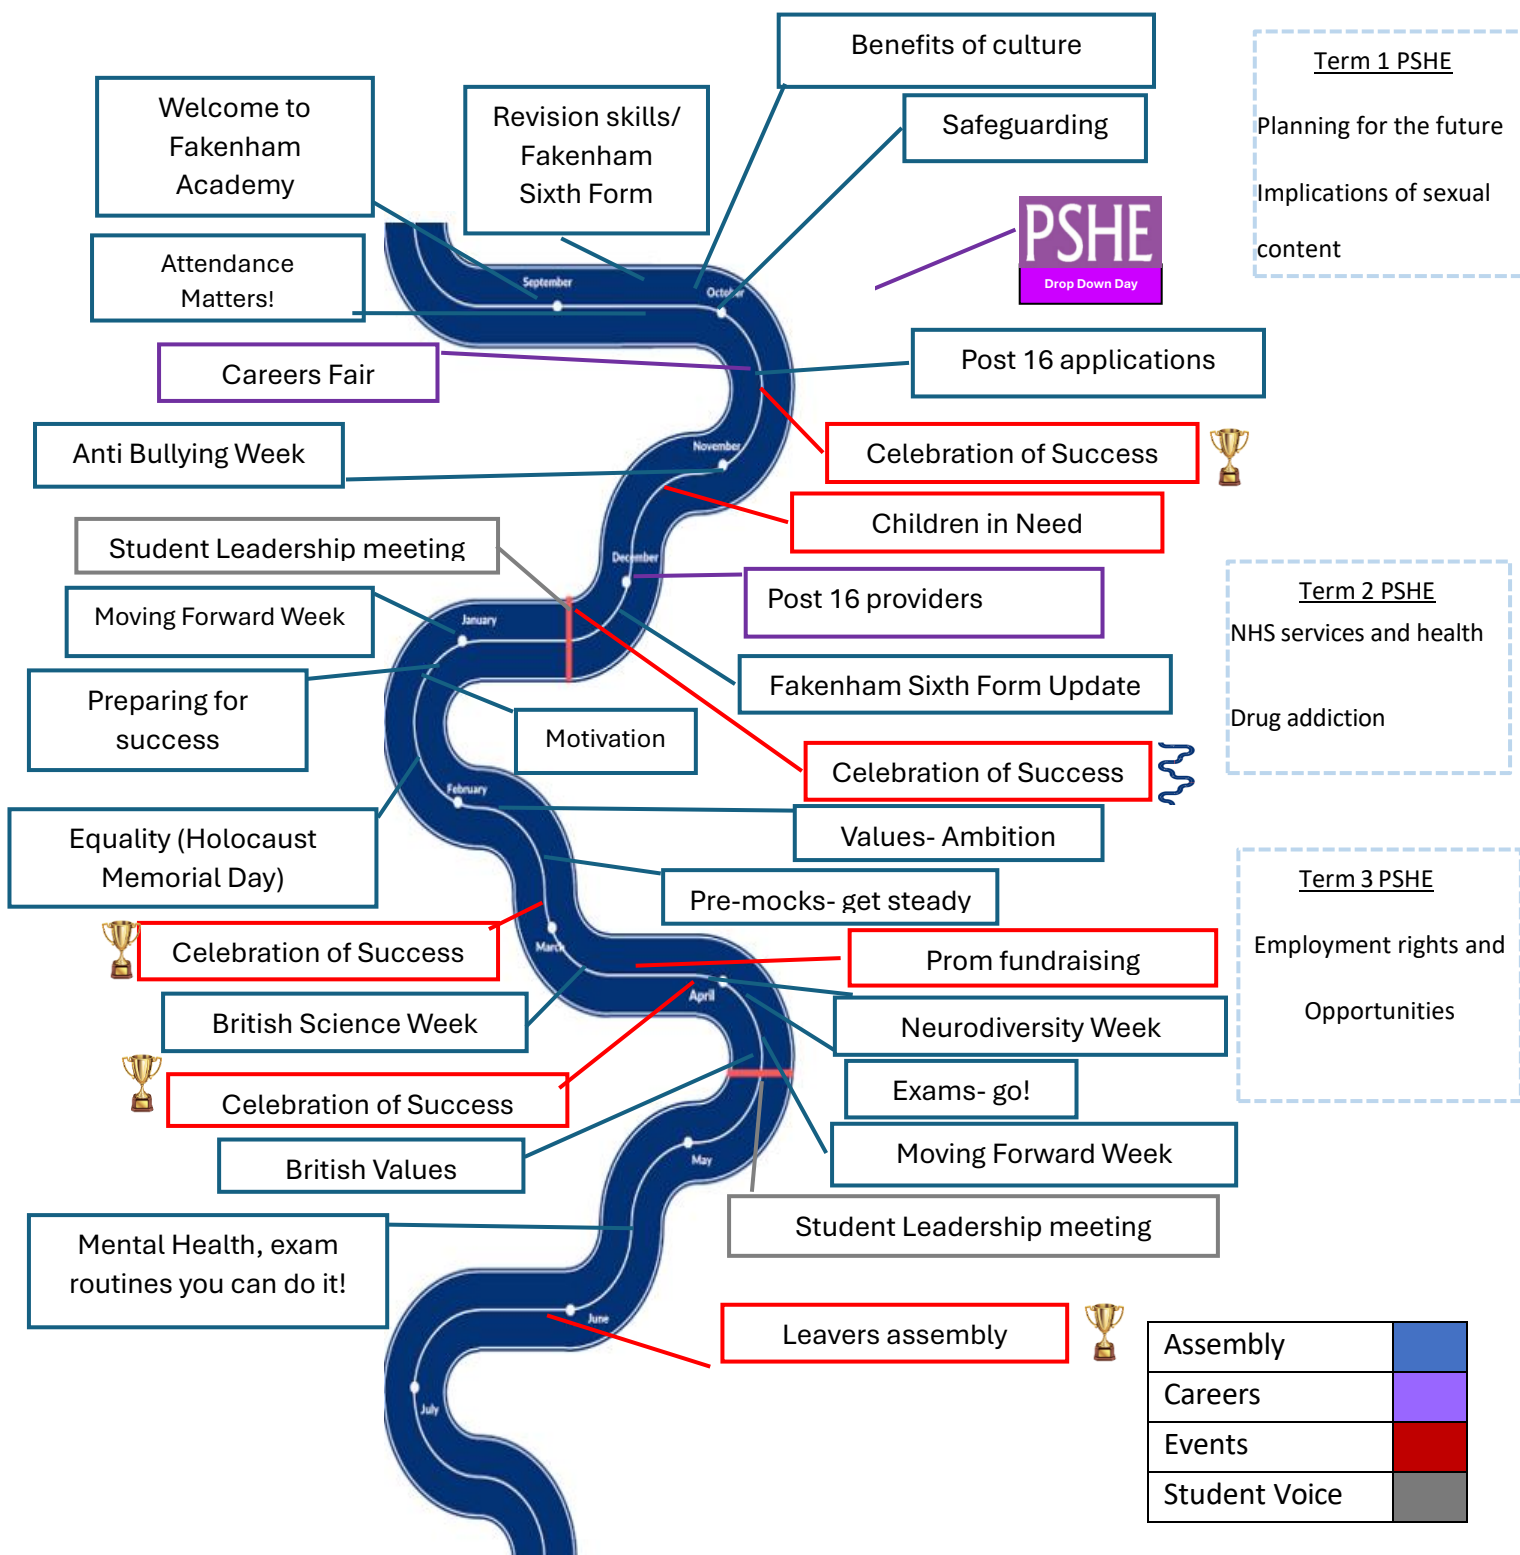 Benefits of culture
Welcome to
Fakenham
Academy
Revision skills/
Fakenham
Sixth Form
Safeguarding
Term 1 PSHE
Planning for the future
Implications of sexual
content
PSHE
Drop Down Day
Attendance
Matters!
September
October
Careers Fair
Post 16 applications
Anti Bullying Week
November
Celebration of Success
Children in Need
Student Leadership meeting
December
Post 16 providers
Term 2 PSHE
NHS services and health
Drug addiction
Moving Forward Week
January
Fakenham Sixth Form Update
Preparing for
success
Motivation
Celebration of Success
February
Equality (Holocaust
Memorial Day)
Values- Ambition
Pre-mocks- get steady
Term 3 PSHE
Employment rights and
Opportunities
Celebration of Success
March
Prom fundraising
British Science Week
April
Neurodiversity Week
Celebration of Success
Exams- go!
British Values
May
Moving Forward Week
Student Leadership meeting
Mental Health, exam
routines you can do it!
June
Leavers assembly
July
Assembly
Careers
Events
Student Voice